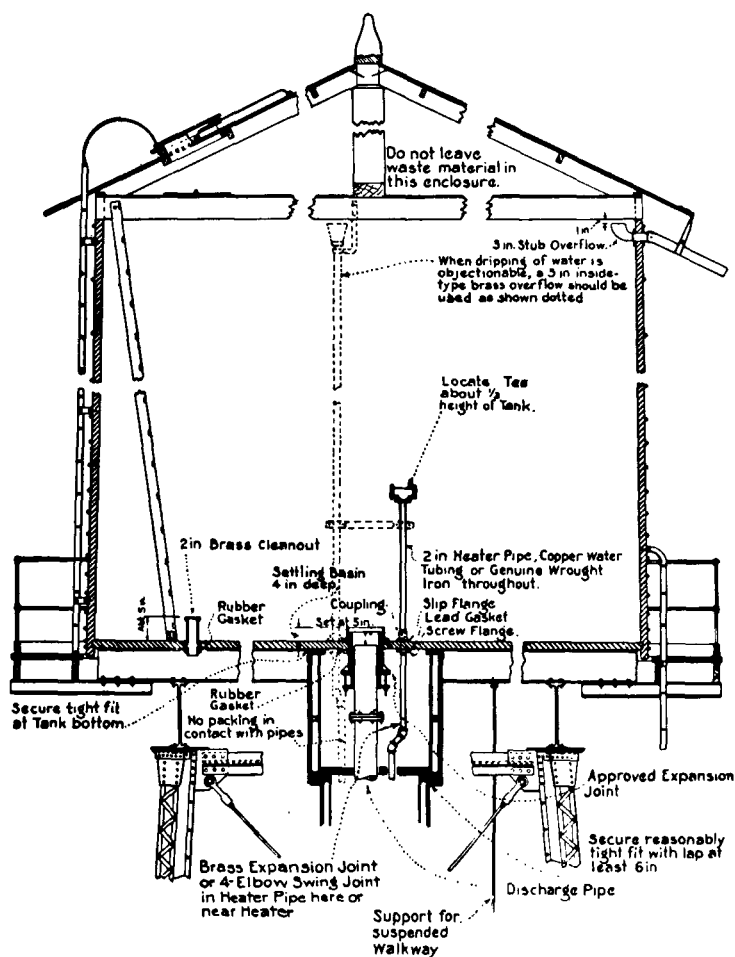 Do not leave
waste material in
this enclosure.
1 in
3 in. Stub Overflow.
When dripping of water is
objectionable, a 3 in inside-
type brass overflow should be
used as shown dotted
Locate Tee
about 1/3
height of Tank.
2 in Brass Cleanout
2 in Heater Pipe, Copper Water
Tubing or Genuine Wrought
Iron throughout.
Settling Basin
4 in deep
Rubber
Gasket
Coupling
Set at 5in.
Slip Flange
Lead Gasket
Screw Flange
Secure tight fit
at Tank bottom
Rubber
Gasket
No packing in
contact with pipes
Approved Expansion
Joint
Secure reasonably
tight fit with lap at
least 6in
Brass Expansion Joint
or 4-Elbow Swing Joint
in Heater Pipe here or
near Heater
Discharge Pipe
Support for
suspended
Walkway